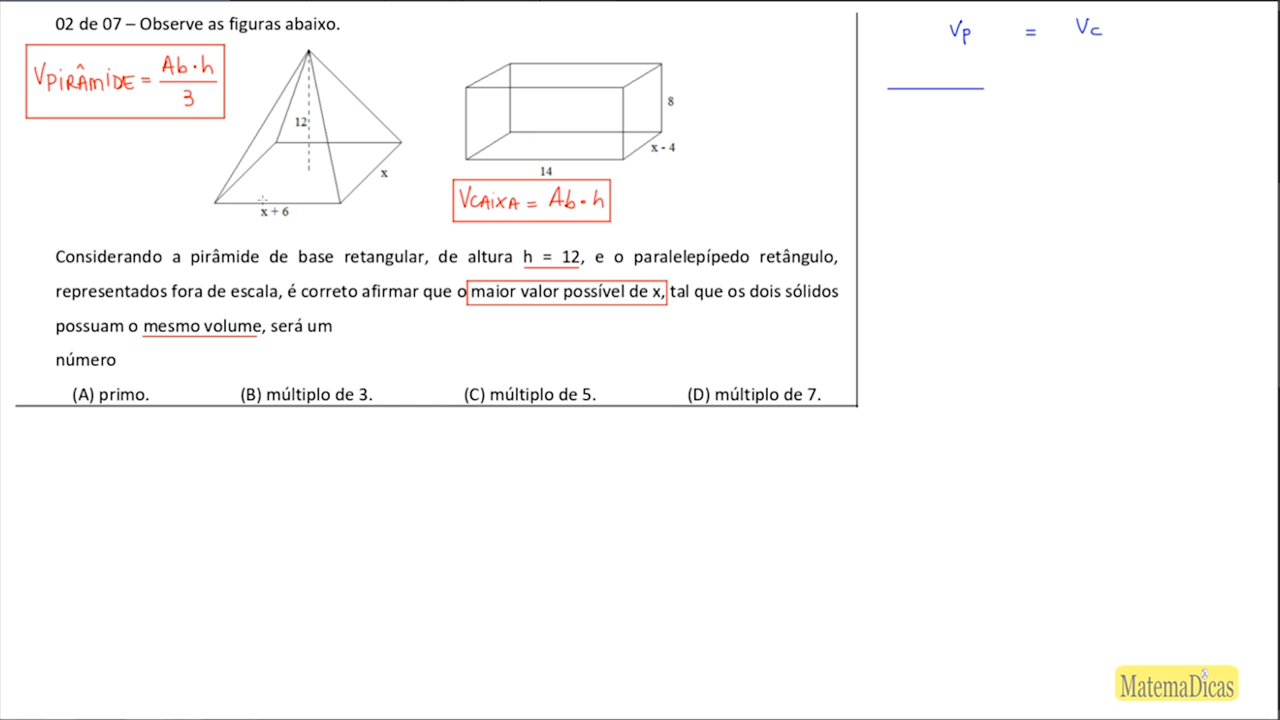 02 de 07 – Observe as figuras abaixo.
VPIRÂMIDE = Ab · h / 3
12
x
x + 6
8
x - 4
14
VCAIXA = Ab · h
Considerando a pirâmide de base retangular, de altura h = 12, e o paralelepípedo retângulo,
representados fora de escala, é correto afirmar que o maior valor possível de x, tal que os dois sólidos
possuam o mesmo volume, será um
número
(A) primo. (B) múltiplo de 3. (C) múltiplo de 5. (D) múltiplo de 7.
Vp = Vc
MatemaDicas